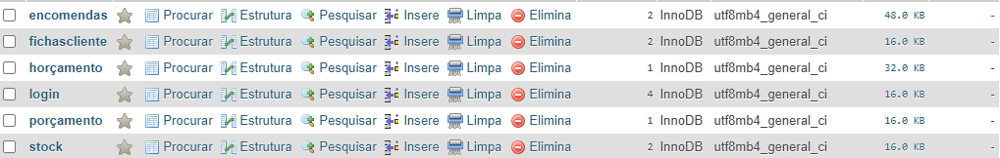 encomendas Procurar Estrutura Pesquisar Insere Limpa Elimina 2 InnoDB utf8mb4_general_ci 48.0 KB -
fichascliente Procurar Estrutura Pesquisar Insere Limpa Elimina 2 InnoDB utf8mb4_general_ci 16.0 KB -
horçamento Procurar Estrutura Pesquisar Insere Limpa Elimina 1 InnoDB utf8mb4_general_ci 32.0 KB -
login Procurar Estrutura Pesquisar Insere Limpa Elimina 4 InnoDB utf8mb4_general_ci 16.0 KB -
porçamento Procurar Estrutura Pesquisar Insere Limpa Elimina 1 InnoDB utf8mb4_general_ci 16.0 KB -
stock Procurar Estrutura Pesquisar Insere Limpa Elimina 2 InnoDB utf8mb4_general_ci 16.0 KB -